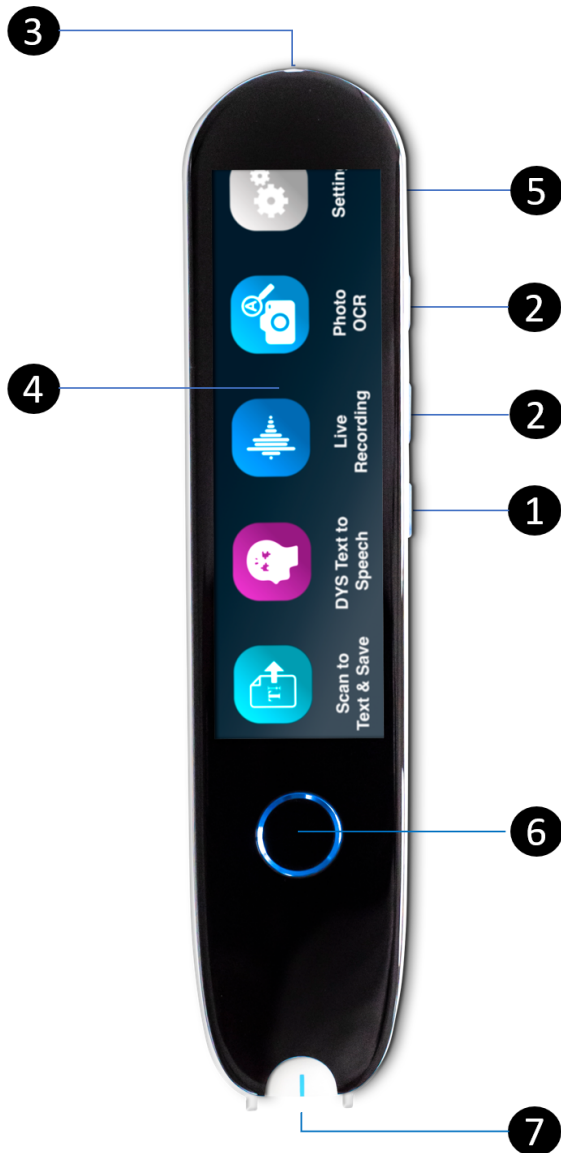 3
5
Settin
2
Photo
OCR
4
2
Live
Recording
1
DYS Text to
Speech
Scan to
Text & Save
6
7